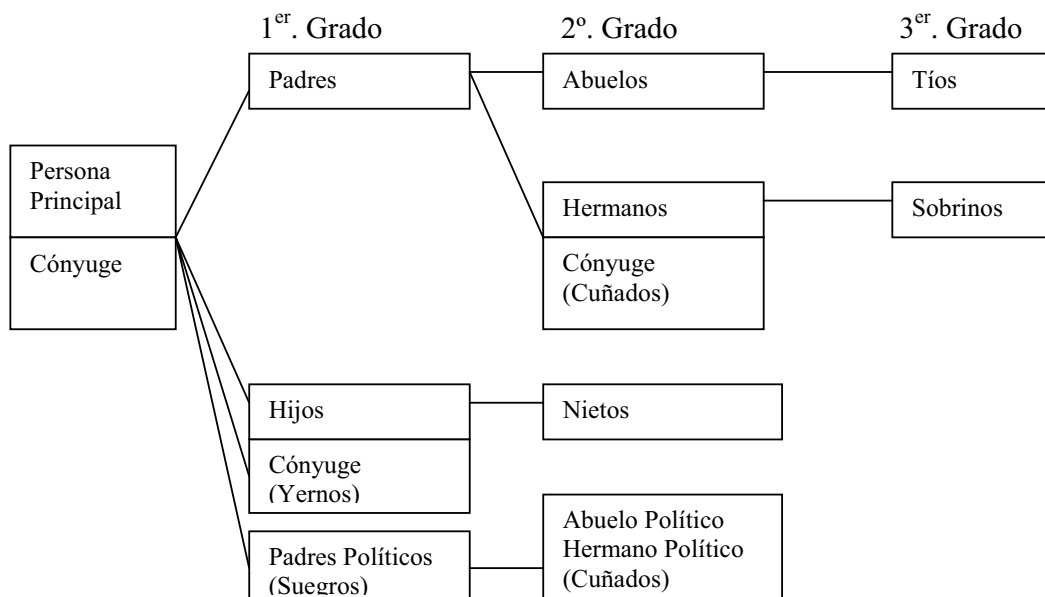 1er. Grado 2º. Grado 3er. Grado
Padres Abuelos Tíos
Persona
Principal
Cónyuge
Hermanos Sobrinos
Cónyuge
(Cuñados)
Hijos Nietos
Cónyuge
(Yernos)
Padres Políticos
(Suegros)
Abuelo Político
Hermano Político
(Cuñados)